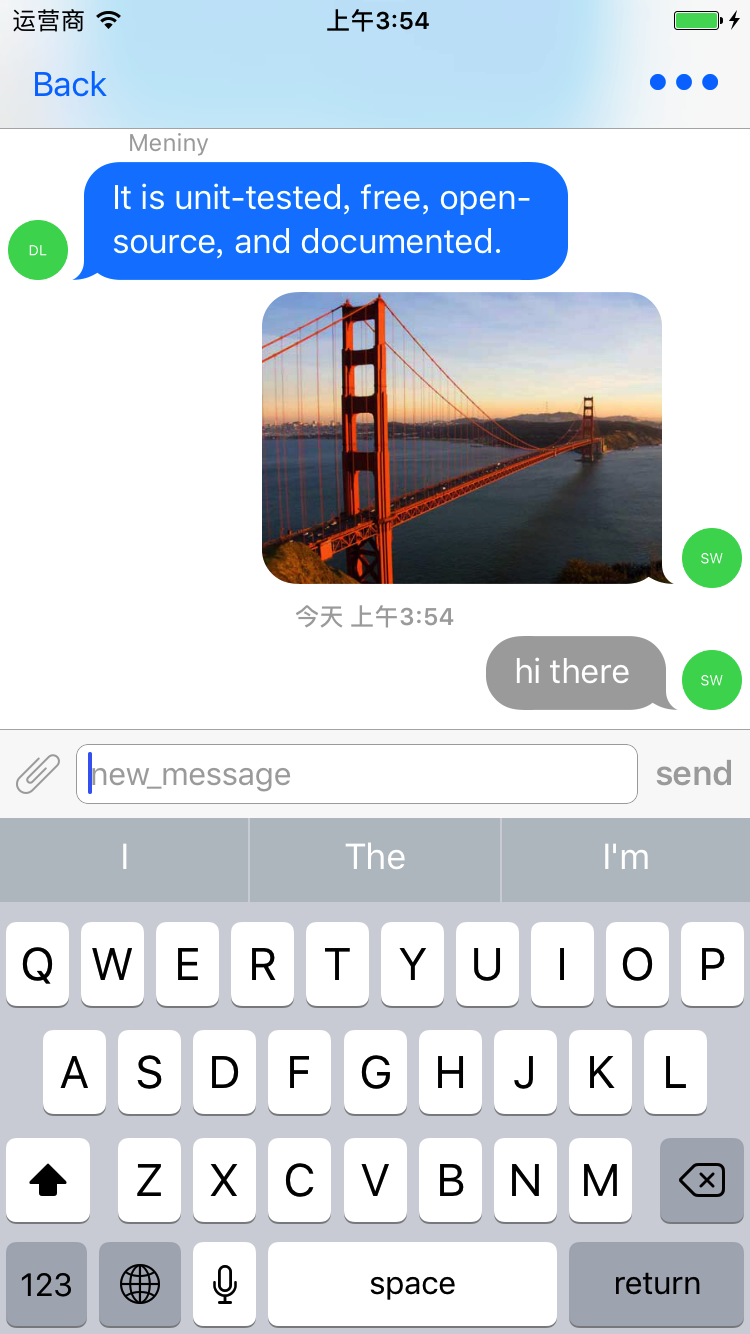 运营商 上午3:54
Back
Meniny
It is unit-tested, free, open-
source, and documented.
DL
SW
今天 上午3:54
hi there
SW
new_message send
I The I'm
Q W E R T Y U I O P
A S D F G H J K L
Z X C V B N M
123 space return